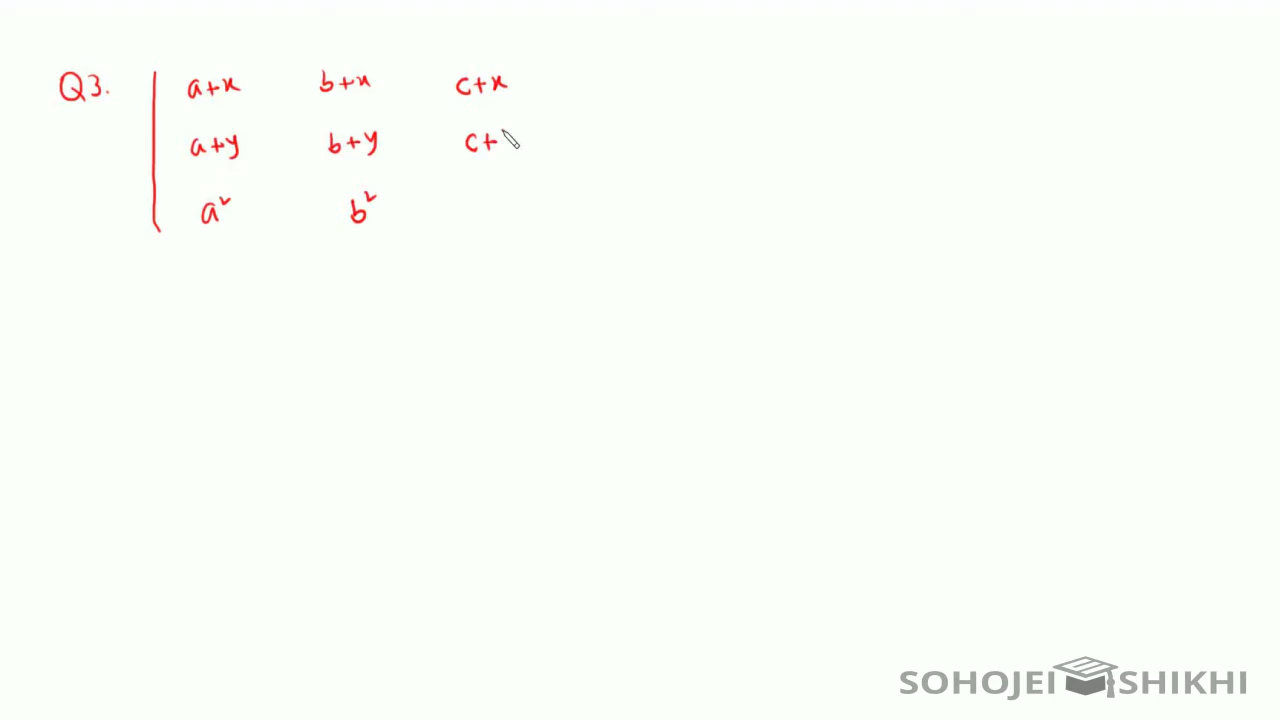 Q3. | a+x b+x c+x
a+y b+y c+
a² b²
SOHOJEI SHIKHI